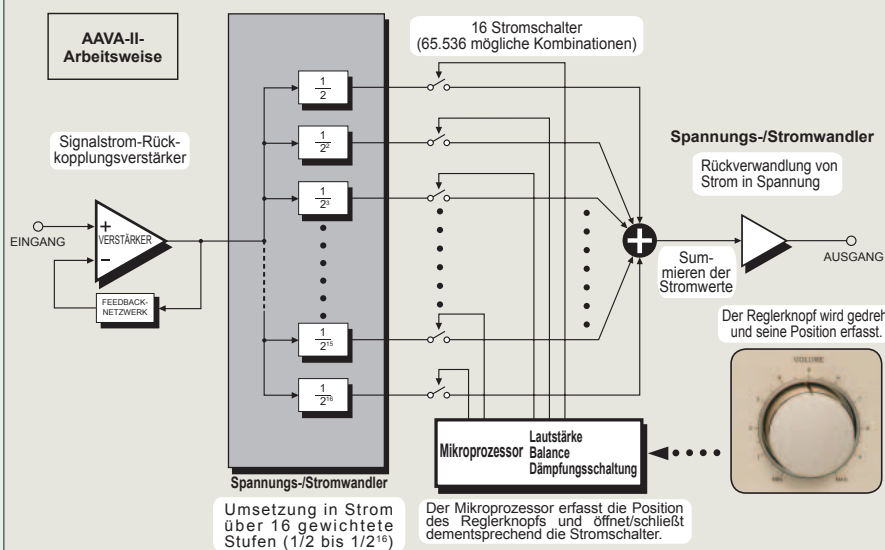 AAVA-II-
Arbeitsweise
16 Stromschalter
(65.536 mögliche Kombinationen)
Signalstrom-Rück-
kopplungsverstärker
EINGANG
+
VERSTÄRKER
−
FEEDBACK-
NETZWERK
1
2
1
2²
1
2³
1
2¹⁵
1
2¹⁶
Spannungs-/Stromwandler
Umsetzung in Strom
über 16 gewichtete
Stufen (1/2 bis 1/2¹⁶)
Spannungs-/Stromwandler
Rückverwandlung von
Strom in Spannung
+
Sum-
mieren der
Stromwerte
AUSGANG
Der Reglerknopf wird gedreh
und seine Position erfasst.
VOLUME
MIN
MAX
Mikroprozessor
Lautstärke
Balance
Dämpfungsschaltung
Der Mikroprozessor erfasst die Position
des Reglerknopfs und öffnet/schließt
dementsprechend die Stromschalter.